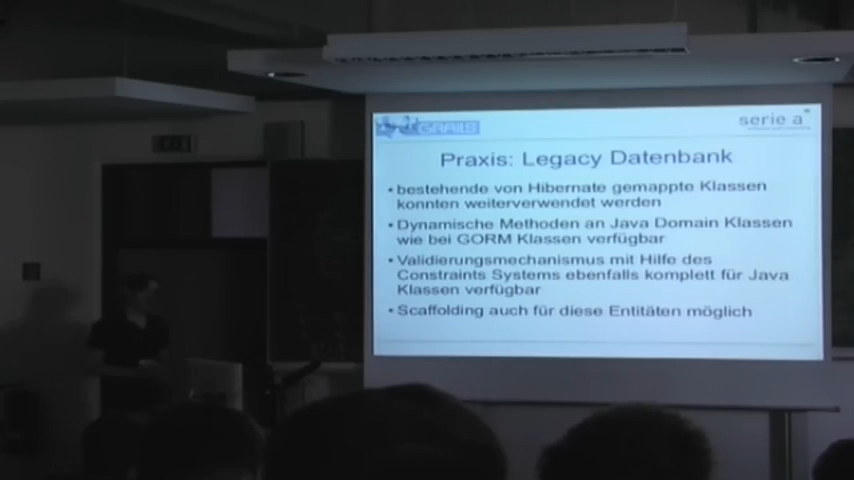 GRAILS
serie a
Praxis: Legacy Datenbank
• bestehende von Hibernate gemappte Klassen
konnten weiterverwendet werden
• Dynamische Methoden an Java Domain Klassen
wie bei GORM Klassen verfügbar
• Validierungsmechanismus mit Hilfe des
Constraints Systems ebenfalls komplett für Java
Klassen verfügbar
• Scaffolding auch für diese Entitäten möglich